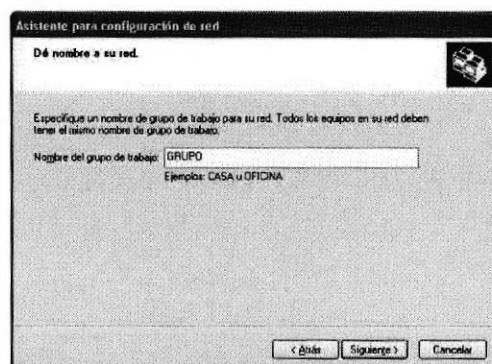 Asistente para configuración de red
Dé nombre a su red.
Especifique un nombre de grupo de trabajo para su red. Todos los equipos en su red deben
tener el mismo nombre de grupo de trabajo.
Nombre del grupo de trabajo: GRUPO
Ejemplos: CASA u OFICINA
< Atrás Siguiente > Cancelar